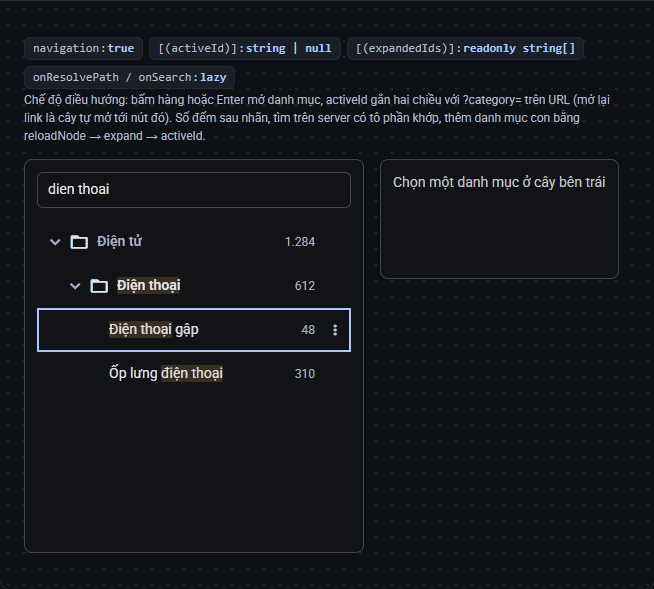 navigation:true [(activeId)]:string | null [(expandedIds)]:readonly string[]
onResolvePath / onSearch:lazy
Chế độ điều hướng: bấm hàng hoặc Enter mở danh mục, activeId gắn hai chiều với ?category= trên URL (mở lại
link là cây tự mở tới nút đó). Số đếm sau nhãn, tìm trên server có tô phần khớp, thêm danh mục con bằng
reloadNode → expand → activeId.
dien thoai
Chọn một danh mục ở cây bên trái
Điện tử 1.284
Điện thoại 612
Điện thoại gập 48
Ốp lưng điện thoại 310